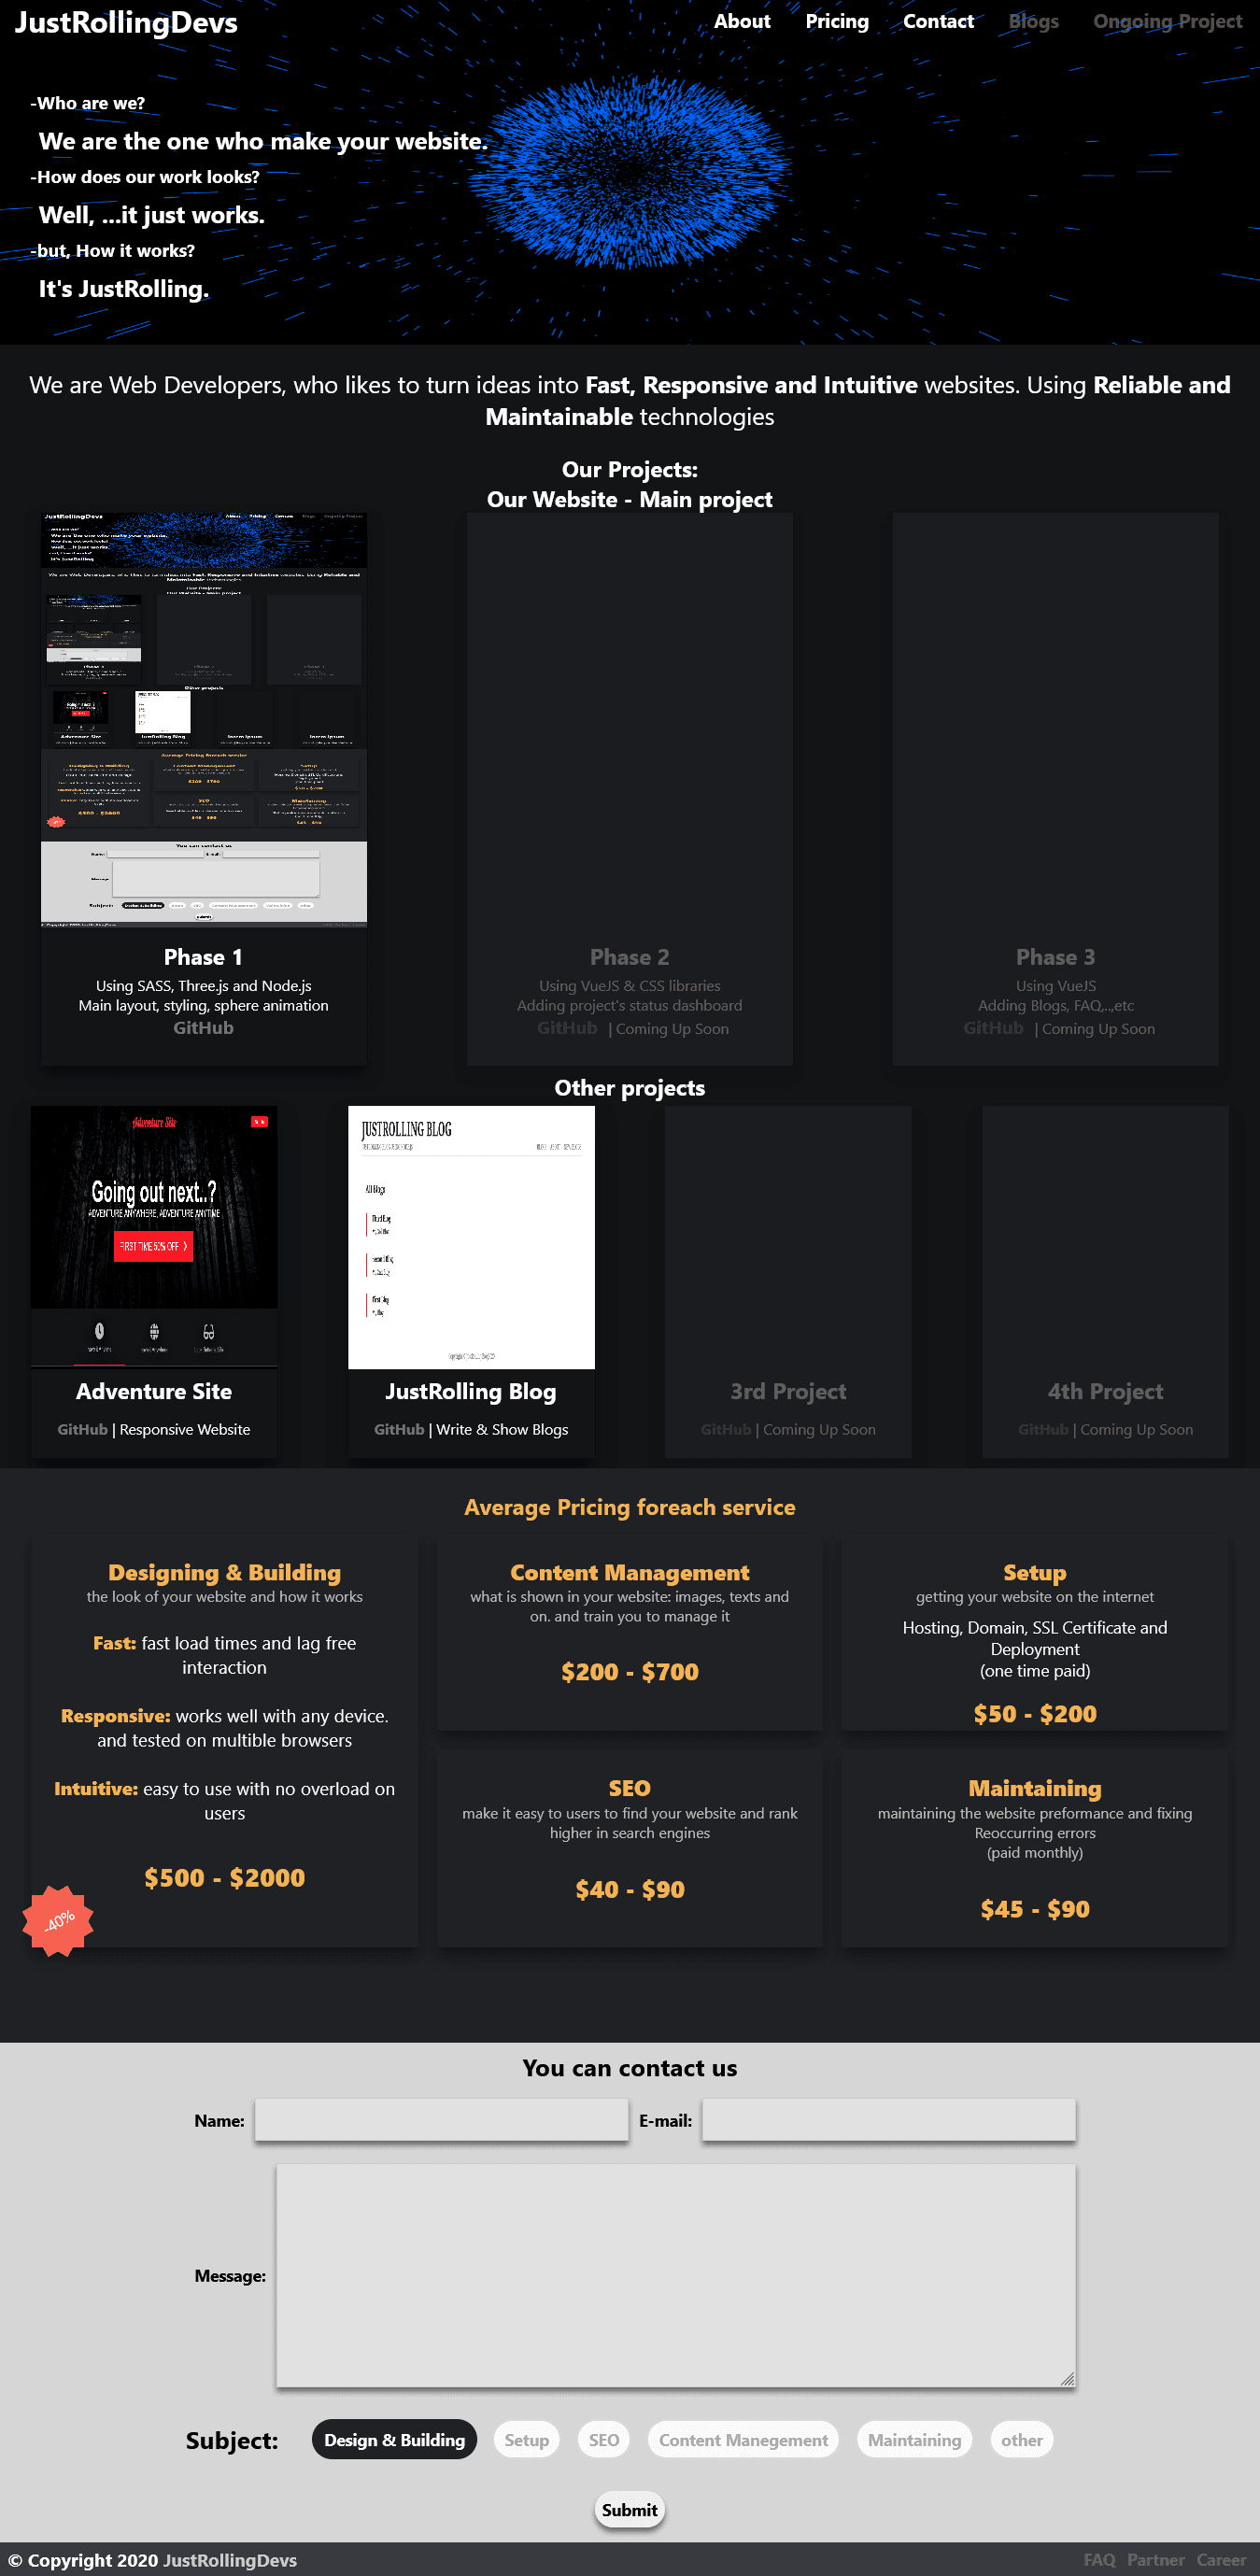 JustRollingDevs
About Pricing Contact Blogs Ongoing Project
-Who are we?
We are the one who make your website.
-How does our work looks?
Well, ...it just works.
-but, How it works?
It's JustRolling.
We are Web Developers, who likes to turn ideas into Fast, Responsive and Intuitive websites. Using Reliable and
Maintainable technologies
Our Projects:
Our Website - Main project
Phase 1
Using SASS, Three.js and Node.js
Main layout, styling, sphere animation
GitHub
Phase 2
Using VueJS & CSS libraries
Adding project's status dashboard
GitHub | Coming Up Soon
Phase 3
Using VueJS
Adding Blogs, FAQ,..,etc
GitHub | Coming Up Soon
Other projects
Adventure Site
Going out next..?
ADVENTURE ANYWHERE, ADVENTURE ANYTIME
FIRST TIME 50% OFF >
Adventure Site
GitHub | Responsive Website
JUSTROLLING BLOG
All Blogs
JustRolling Blog
GitHub | Write & Show Blogs
3rd Project
GitHub | Coming Up Soon
4th Project
GitHub | Coming Up Soon
Average Pricing foreach service
Designing & Building
the look of your website and how it works
Fast: fast load times and lag free
interaction
Responsive: works well with any device.
and tested on multible browsers
Intuitive: easy to use with no overload on
users
$500 - $2000
-40%
Content Management
what is shown in your website: images, texts and
on. and train you to manage it
$200 - $700
Setup
getting your website on the internet
Hosting, Domain, SSL Certificate and
Deployment
(one time paid)
$50 - $200
SEO
make it easy to users to find your website and rank
higher in search engines
$40 - $90
Maintaining
maintaining the website preformance and fixing
Reoccurring errors
(paid monthly)
$45 - $90
You can contact us
Name: E-mail:
Message:
Subject: Design & Building Setup SEO Content Manegement Maintaining other
Submit
© Copyright 2020 JustRollingDevs
FAQ Partner Career